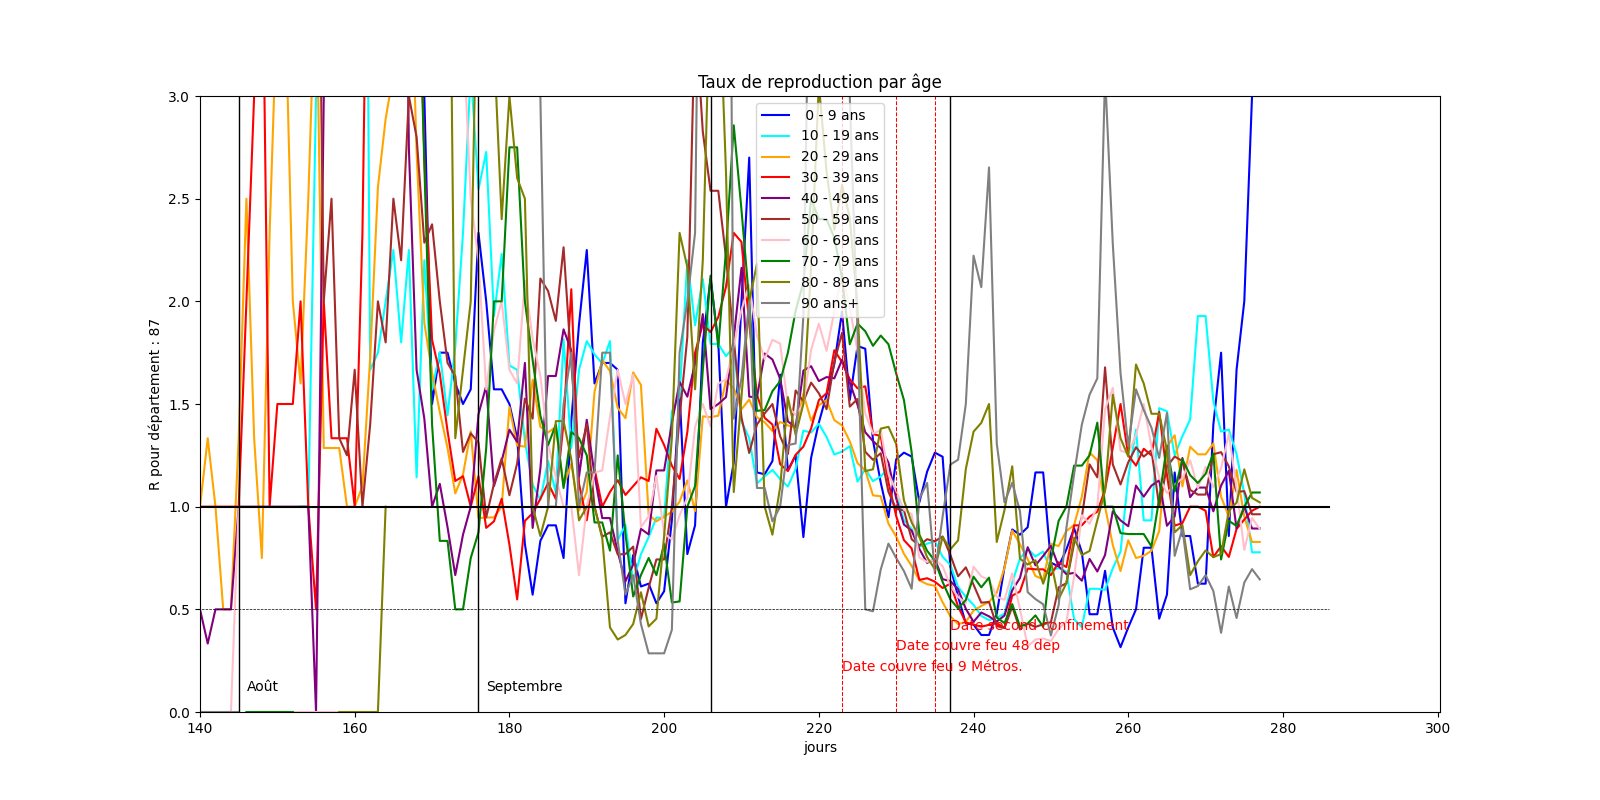 Taux de reproduction par âge
R pour département : 87
3.0
2.5
2.0
1.5
1.0
0.5
0.0
0 - 9 ans
10 - 19 ans
20 - 29 ans
30 - 39 ans
40 - 49 ans
50 - 59 ans
60 - 69 ans
70 - 79 ans
80 - 89 ans
90 ans+
Date second confinement
Date couvre feu 48 dep
Date couvre feu 9 Métros.
Août
Septembre
140 160 180 200 220 240 260 280 300
jours